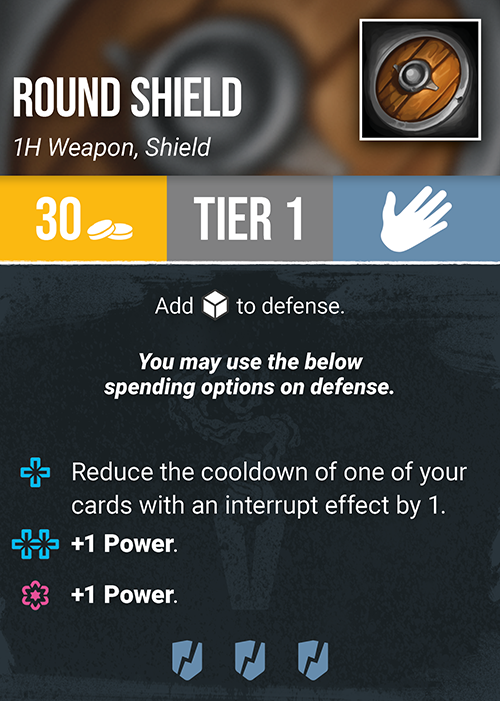 ROUND SHIELD
1H Weapon, Shield
30
TIER 1
Add to defense.
You may use the below
spending options on defense.
Reduce the cooldown of one of your
cards with an interrupt effect by 1.
+1 Power.
+1 Power.